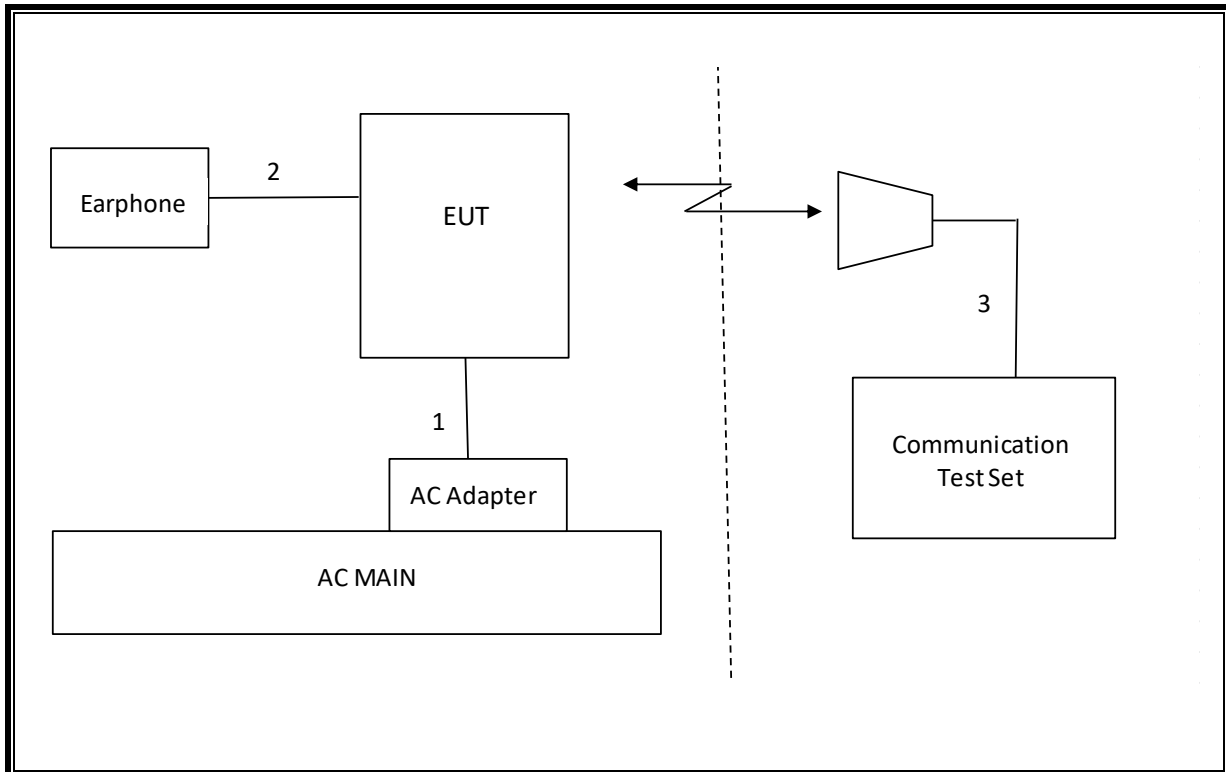 2
Earphone
EUT
3
1
Communication
Test Set
AC Adapter
AC MAIN